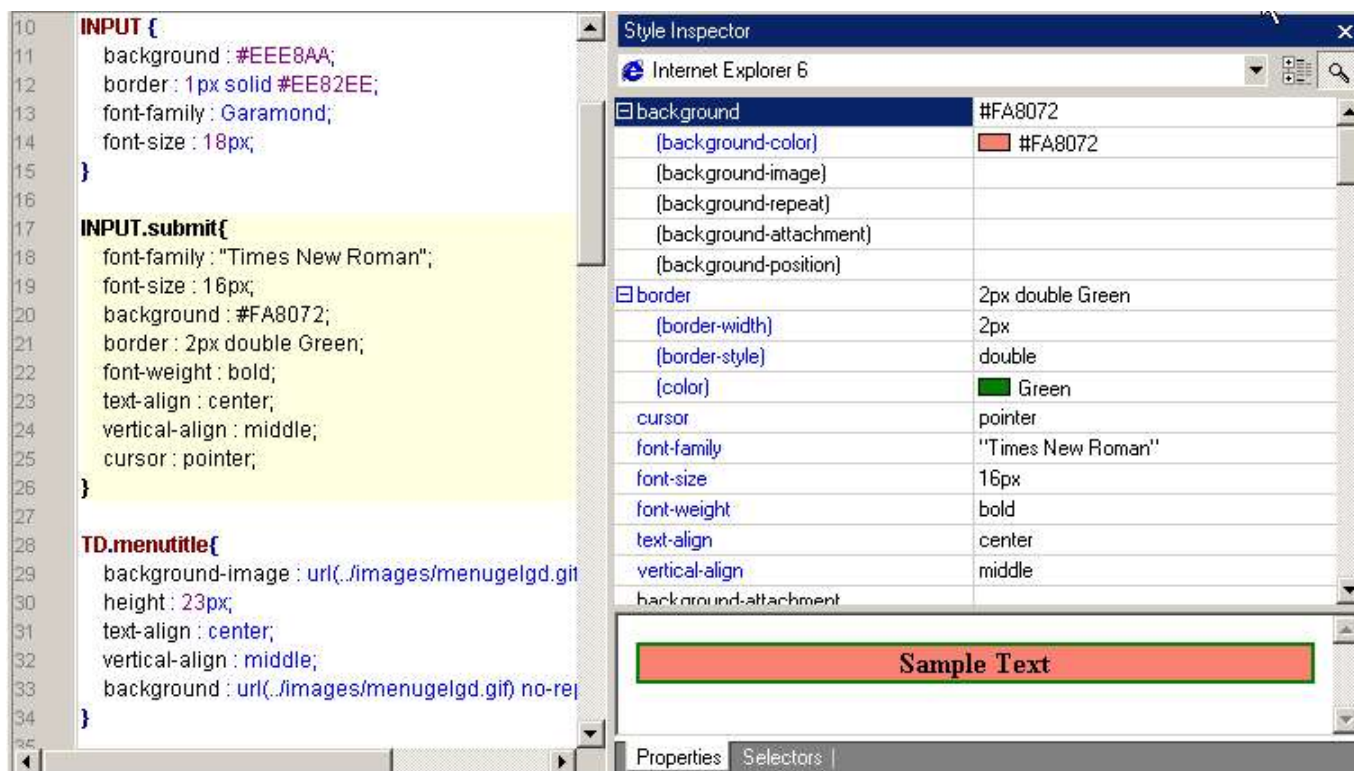 10 INPUT {
11 background : #EEE8AA;
12 border : 1px solid #EE82EE;
13 font-family : Garamond;
14 font-size : 18px;
15 }
16
17 INPUT.submit{
18 font-family : "Times New Roman";
19 font-size : 16px;
20 background : #FA8072;
21 border : 2px double Green;
22 font-weight : bold;
23 text-align : center;
24 vertical-align : middle;
25 cursor : pointer;
26 }
27
28 TD.menutitle{
29 background-image : url(../images/menugelgd.gif
30 height : 23px;
31 text-align : center;
32 vertical-align : middle;
33 background : url(../images/menugelgd.gif) no-rep
34 }
35
Style Inspector
Internet Explorer 6
background #FA8072
(background-color) #FA8072
(background-image)
(background-repeat)
(background-attachment)
(background-position)
border 2px double Green
(border-width) 2px
(border-style) double
(color) Green
cursor pointer
font-family "Times New Roman"
font-size 16px
font-weight bold
text-align center
vertical-align middle
background-attachment
Sample Text
Properties Selectors